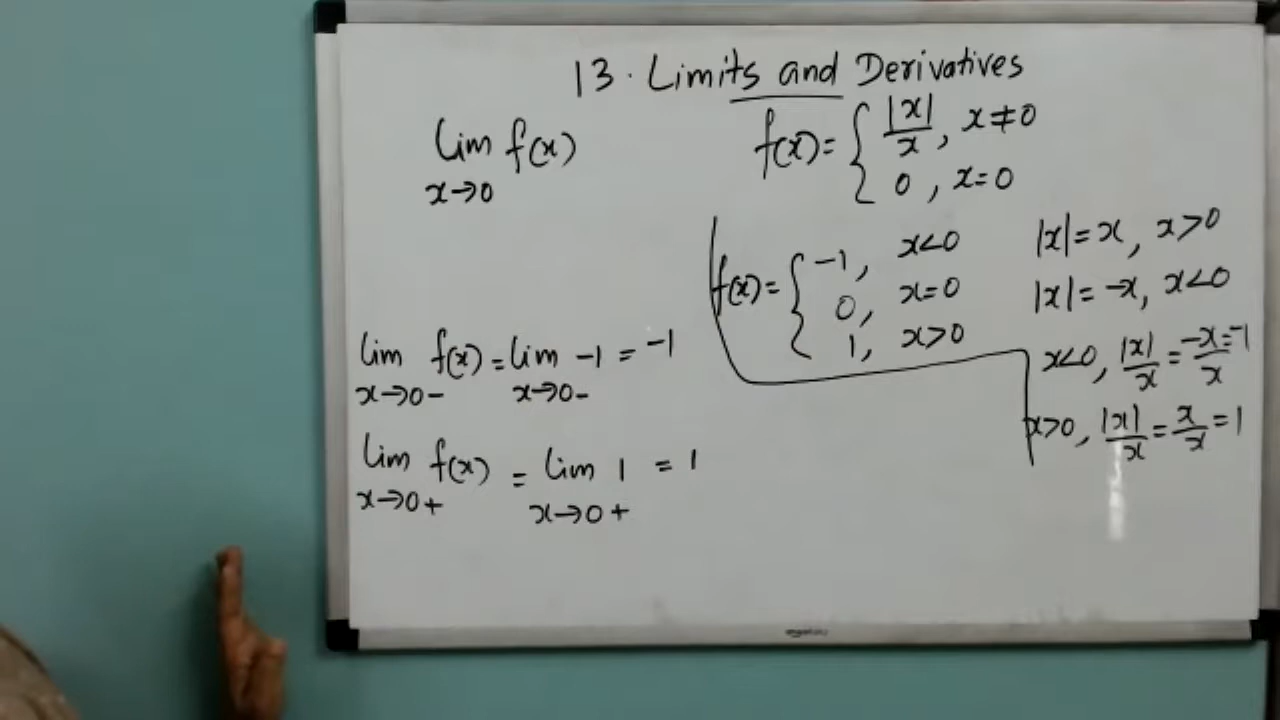 13. Limits and Derivatives
lim f(x)
x→0
f(x)= { |x|/x, x≠0
0, x=0
f(x)= { -1, x<0
0, x=0
1, x>0
|x|=x, x>0
|x|=-x, x<0
x<0, |x|/x = -x/x = -1
x>0, |x|/x = x/x = 1
lim f(x) = lim -1 = -1
x→0- x→0-
lim f(x) = lim 1 = 1
x→0+ x→0+